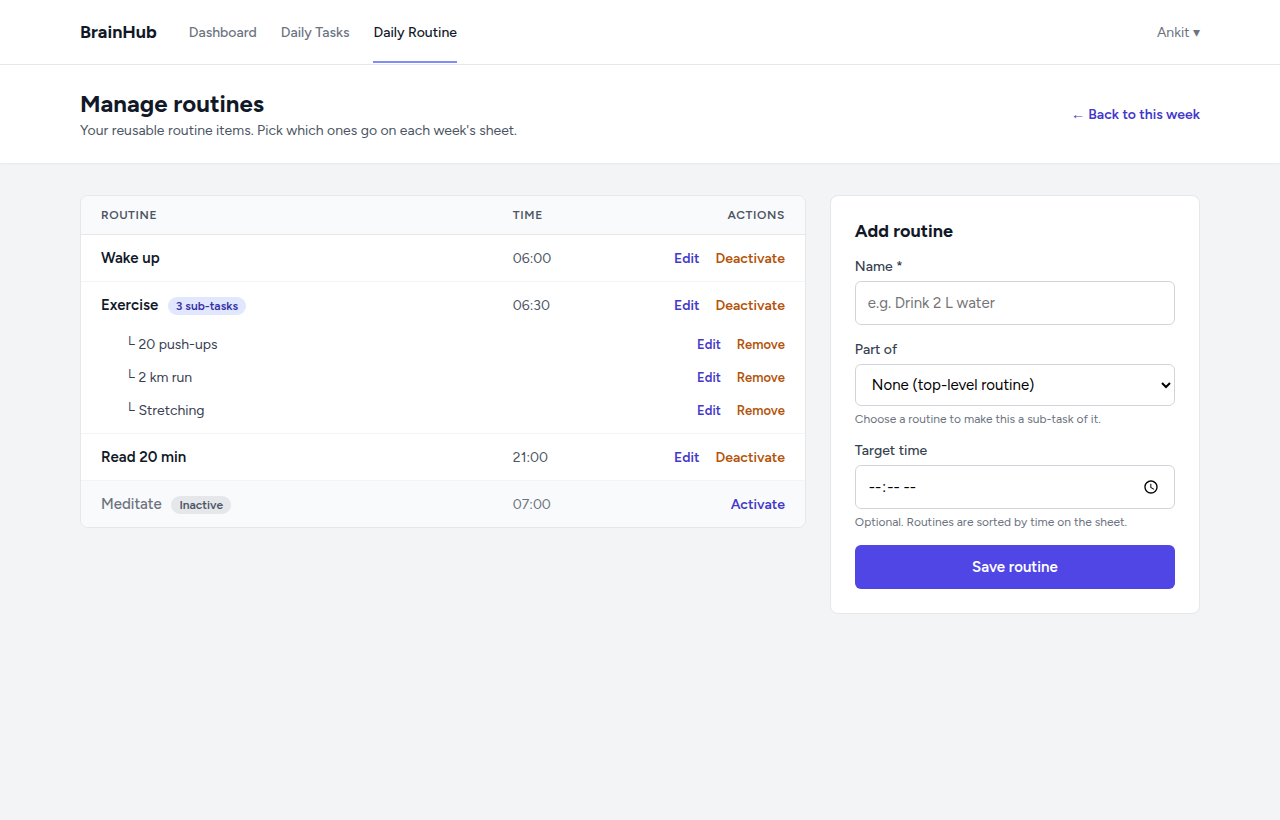 BrainHub Dashboard Daily Tasks Daily Routine Ankit ▾
Manage routines
Your reusable routine items. Pick which ones go on each week's sheet.
← Back to this week
ROUTINE TIME ACTIONS
Wake up 06:00 Edit Deactivate
Exercise 3 sub-tasks 06:30 Edit Deactivate
└ 20 push-ups Edit Remove
└ 2 km run Edit Remove
└ Stretching Edit Remove
Read 20 min 21:00 Edit Deactivate
Meditate Inactive 07:00 Activate
Add routine
Name *
e.g. Drink 2 L water
Part of
None (top-level routine)
Choose a routine to make this a sub-task of it.
Target time
--:-- --
Optional. Routines are sorted by time on the sheet.
Save routine